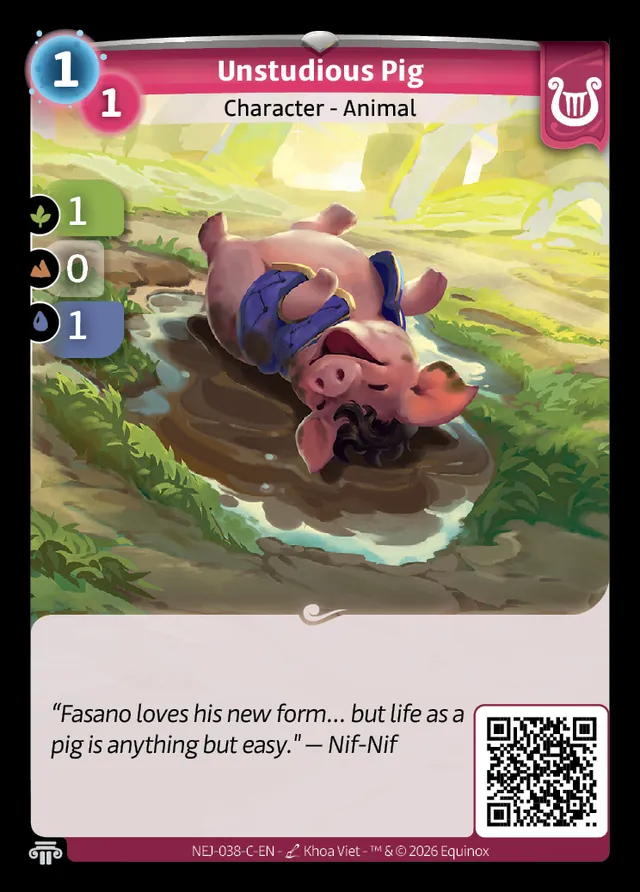 1
Unstudious Pig
1
Character - Animal
1
0
1
“Fasano loves his new form... but life as a
pig is anything but easy." — Nif-Nif
NEJ-038-C-EN - Khoa Viet - ™ & © 2026 Equinox